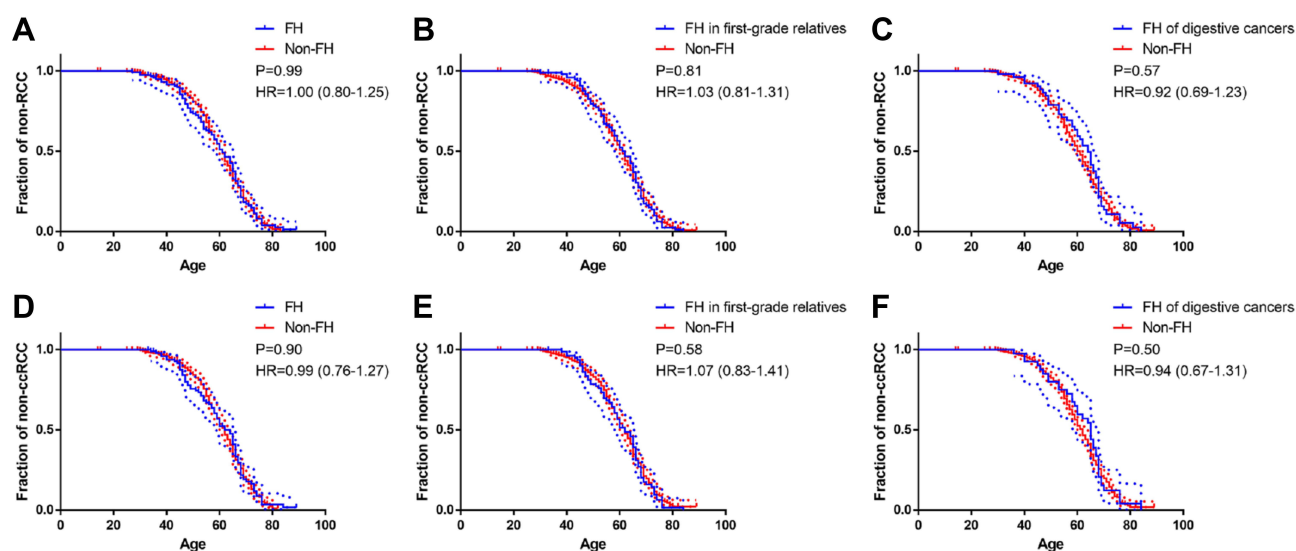 A
FH
Non-FH
P=0.99
HR=1.00 (0.80-1.25)
Fraction of non-RCC
1.0
0.5
0.0
0 20 40 60 80 100
Age
B
FH in first-grade relatives
Non-FH
P=0.81
HR=1.03 (0.81-1.31)
Fraction of non-RCC
1.0
0.5
0.0
0 20 40 60 80 100
Age
C
FH of digestive cancers
Non-FH
P=0.57
HR=0.92 (0.69-1.23)
Fraction of non-RCC
1.0
0.5
0.0
0 20 40 60 80 100
Age
D
FH
Non-FH
P=0.90
HR=0.99 (0.76-1.27)
Fraction of non-ccRCC
1.0
0.5
0.0
0 20 40 60 80 100
Age
E
FH in first-grade relatives
Non-FH
P=0.58
HR=1.07 (0.83-1.41)
Fraction of non-ccRCC
1.0
0.5
0.0
0 20 40 60 80 100
Age
F
FH of digestive cancers
Non-FH
P=0.50
HR=0.94 (0.67-1.31)
Fraction of non-ccRCC
1.0
0.5
0.0
0 20 40 60 80 100
Age